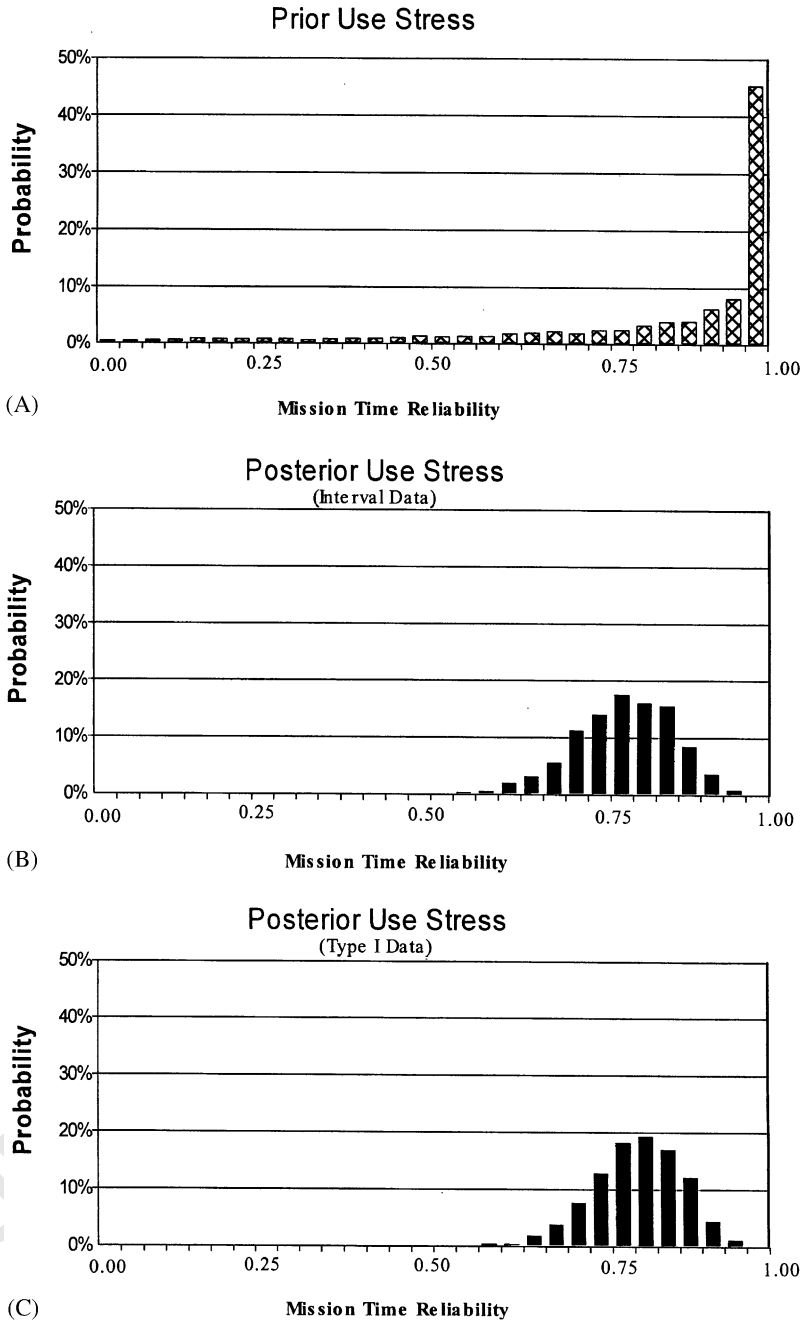 Prior Use Stress
50%
40%
30%
20%
10%
0%
Probability
0.00 0.25 0.50 0.75 1.00
Mission Time Reliability
(A)
Posterior Use Stress
(Interval Data)
50%
40%
30%
20%
10%
0%
Probability
0.00 0.25 0.50 0.75 1.00
Mission Time Reliability
(B)
Posterior Use Stress
(Type I Data)
50%
40%
30%
20%
10%
0%
Probability
0.00 0.25 0.50 0.75 1.00
Mission Time Reliability
(C)